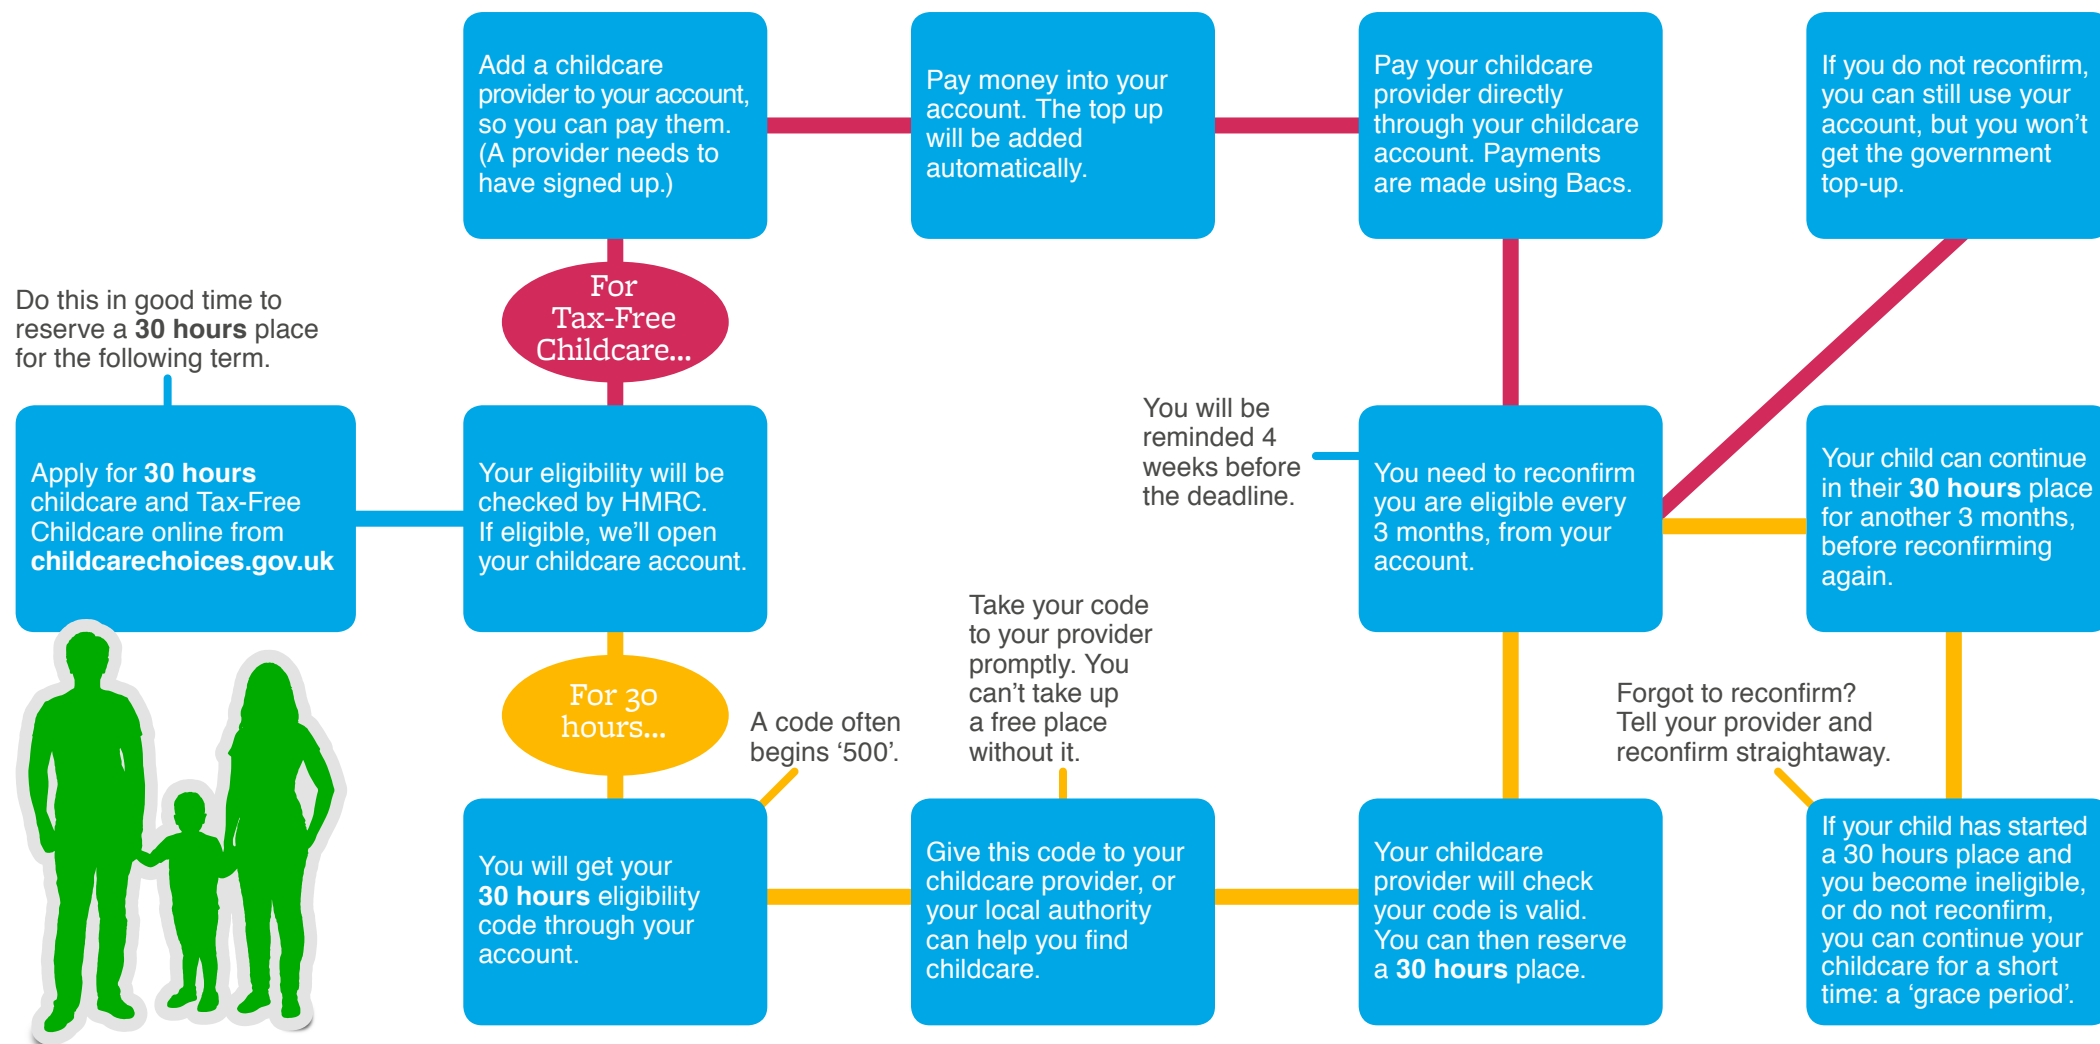 Add a childcare
provider to your account,
so you can pay them.
(A provider needs to
have signed up.)
Pay money into your
account. The top up
will be added
automatically.
Pay your childcare
provider directly
through your childcare
account. Payments
are made using Bacs.
If you do not reconfirm,
you can still use your
account, but you won’t
get the government
top-up.
For
Tax-Free
Childcare...
Do this in good time to
reserve a 30 hours place
for the following term.
Apply for 30 hours
childcare and Tax-Free
Childcare online from
childcarechoices.gov.uk
Your eligibility will be
checked by HMRC.
If eligible, we’ll open
your childcare account.
You will be
reminded 4
weeks before
the deadline.
You need to reconfirm
you are eligible every
3 months, from your
account.
Your child can continue
in their 30 hours place
for another 3 months,
before reconfirming
again.
For 30
hours...
A code often
begins ‘500’.
Take your code
to your provider
promptly. You
can’t take up
a free place
without it.
Forgot to reconfirm?
Tell your provider and
reconfirm straightaway.
You will get your
30 hours eligibility
code through your
account.
Give this code to your
childcare provider, or
your local authority
can help you find
childcare.
Your childcare
provider will check
your code is valid.
You can then reserve
a 30 hours place.
If your child has started
a 30 hours place and
you become ineligible,
or do not reconfirm,
you can continue your
childcare for a short
time: a ‘grace period’.